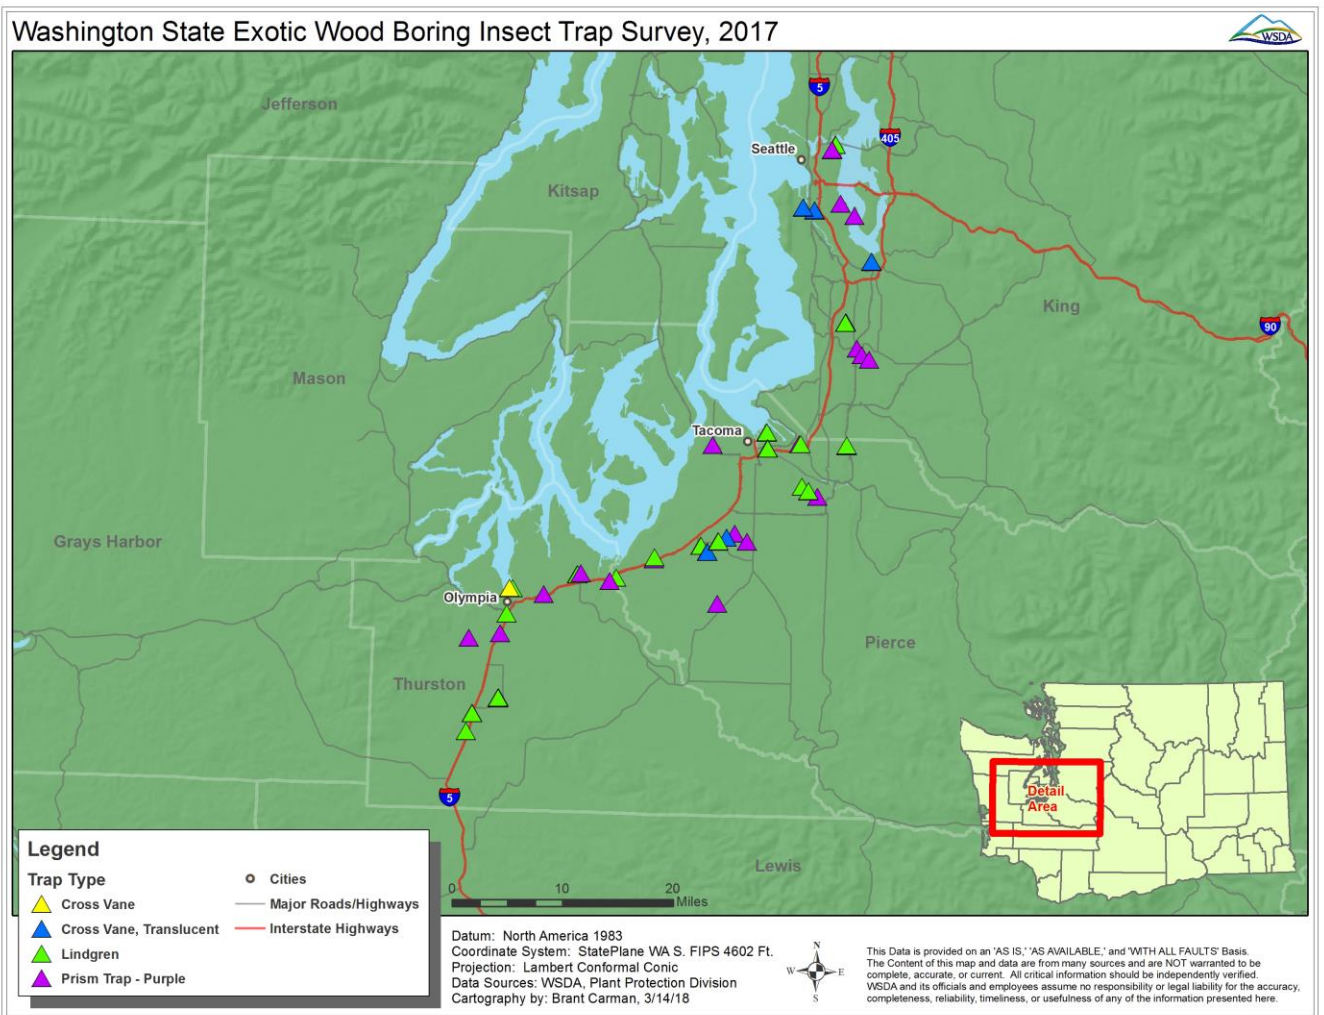 Washington State Exotic Wood Boring Insect Trap Survey, 2017
WSDA
Jefferson
5
405
Seattle
Kitsap
King
90
Mason
Tacoma
Grays Harbor
Olympia
Pierce
Thurston
5
Detail
Area
Lewis
Legend
Trap Type
Cross Vane
Cross Vane, Translucent
Lindgren
Prism Trap - Purple
Cities
Major Roads/Highways
Interstate Highways
0 10 20
Miles
Datum: North America 1983
Coordinate System: StatePlane WA S. FIPS 4602 Ft.
Projection: Lambert Conformal Conic
Data Sources: WSDA, Plant Protection Division
Cartography by: Brant Carman, 3/14/18
N
W E
S
This Data is provided on an 'AS IS,' 'AS AVAILABLE,' and 'WITH ALL FAULTS' Basis.
The Content of this map and data are from many sources and are NOT warranted to be
complete, accurate, or current. All critical information should be independently verified.
WSDA and its officials and employees assume no responsibility or legal liability for the accuracy,
completeness, reliability, timeliness, or usefulness of any of the information presented here.